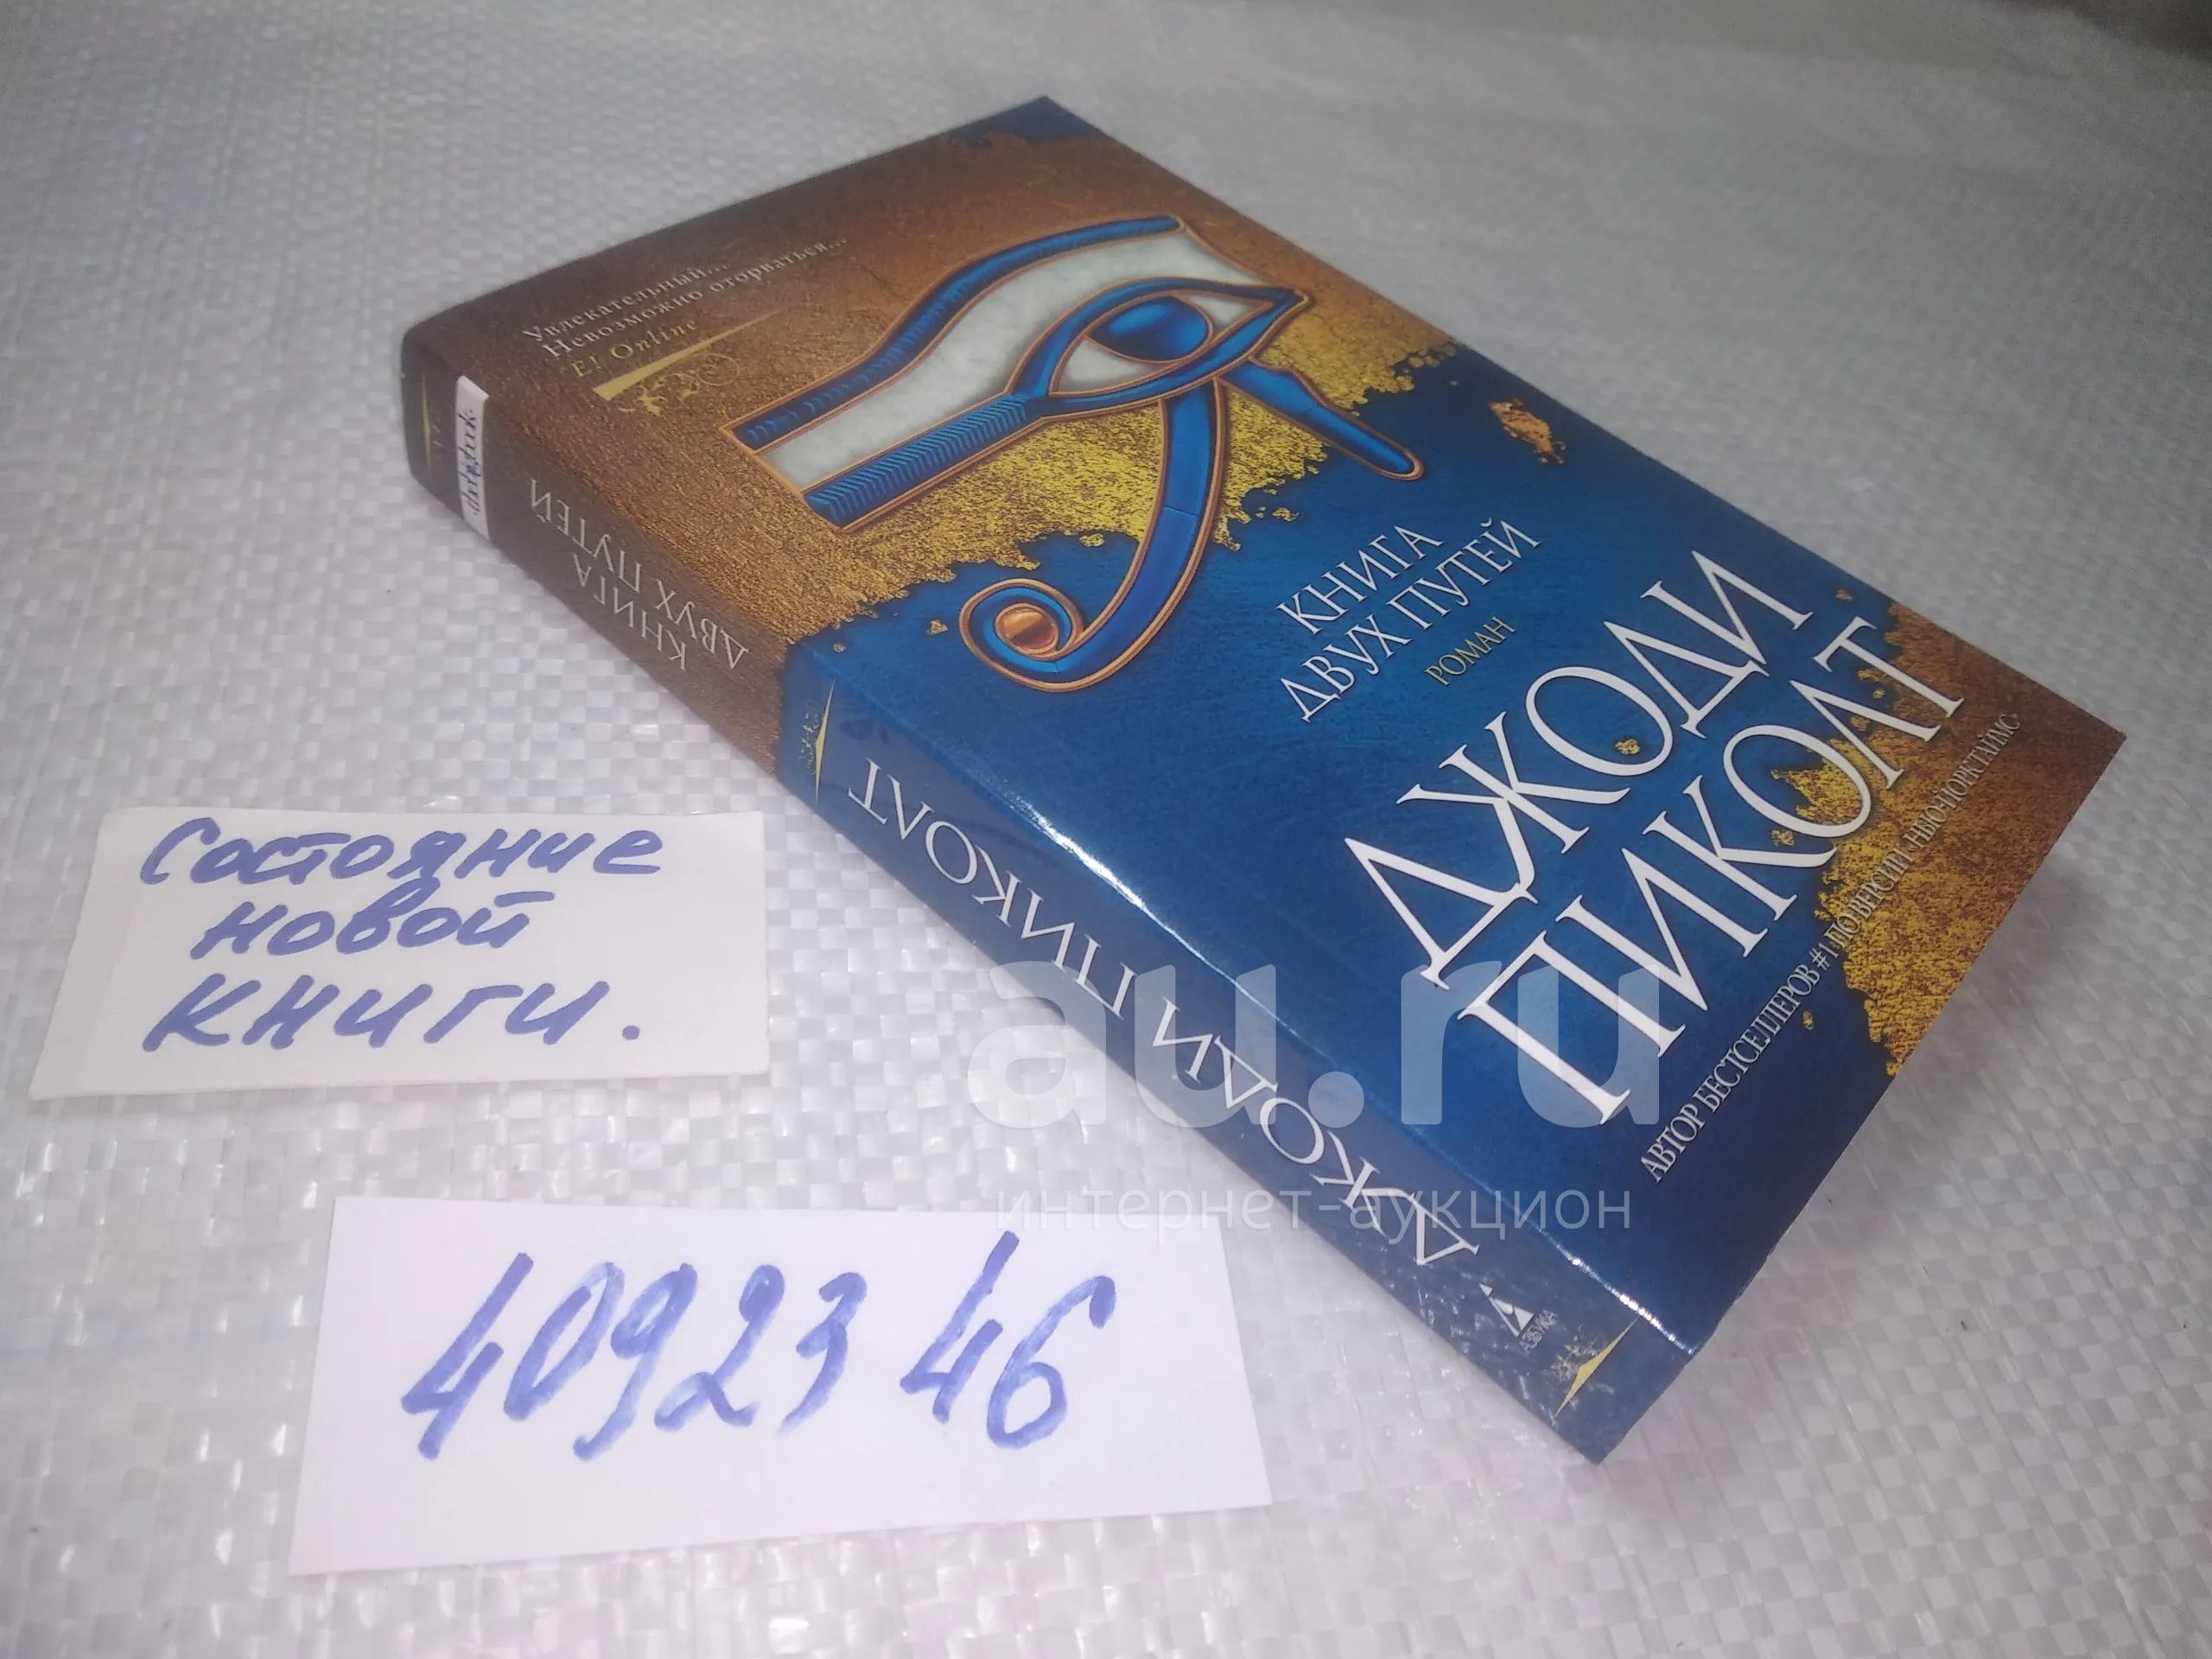 Увлекательный...
Невозможно оторваться...
E! Online
КНИГА
ДВУХ ПУТЕЙ
РОМАН
ДЖОДИ
ПИКОЛТ
АВТОР БЕСТСЕЛЛЕРОВ #1 ПО ВЕРСИИ «НЬЮ-ЙОРК ТАЙМС»
КНИГА
ДВУХ ПУТЕЙ
ДЖОДИ ПИКОЛТ
АЗБУКА
Состояние
новой
книги.
4092346
au.ru
интернет-аукцион